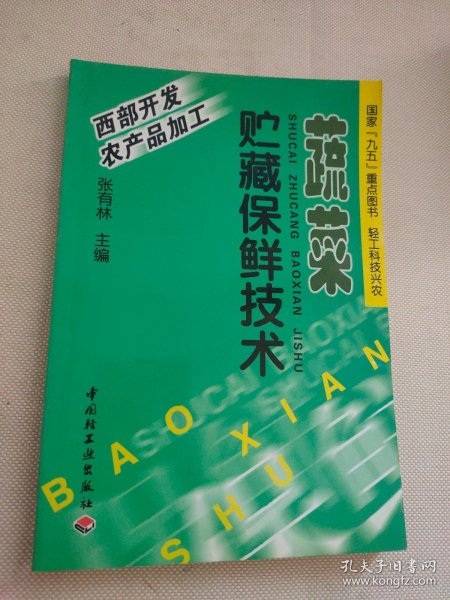 国家“九五”重点图书 轻工科技兴农
西部开发
农产品加工
蔬菜
SHUCAI ZHUCANG BAOXIAN JISHU
贮藏保鲜技术
张有林 主编
BAOXIAN
SHUCAI
BAOXIAN
SHU
中国轻工业出版社
孔夫子旧书网
www.kongfz.com